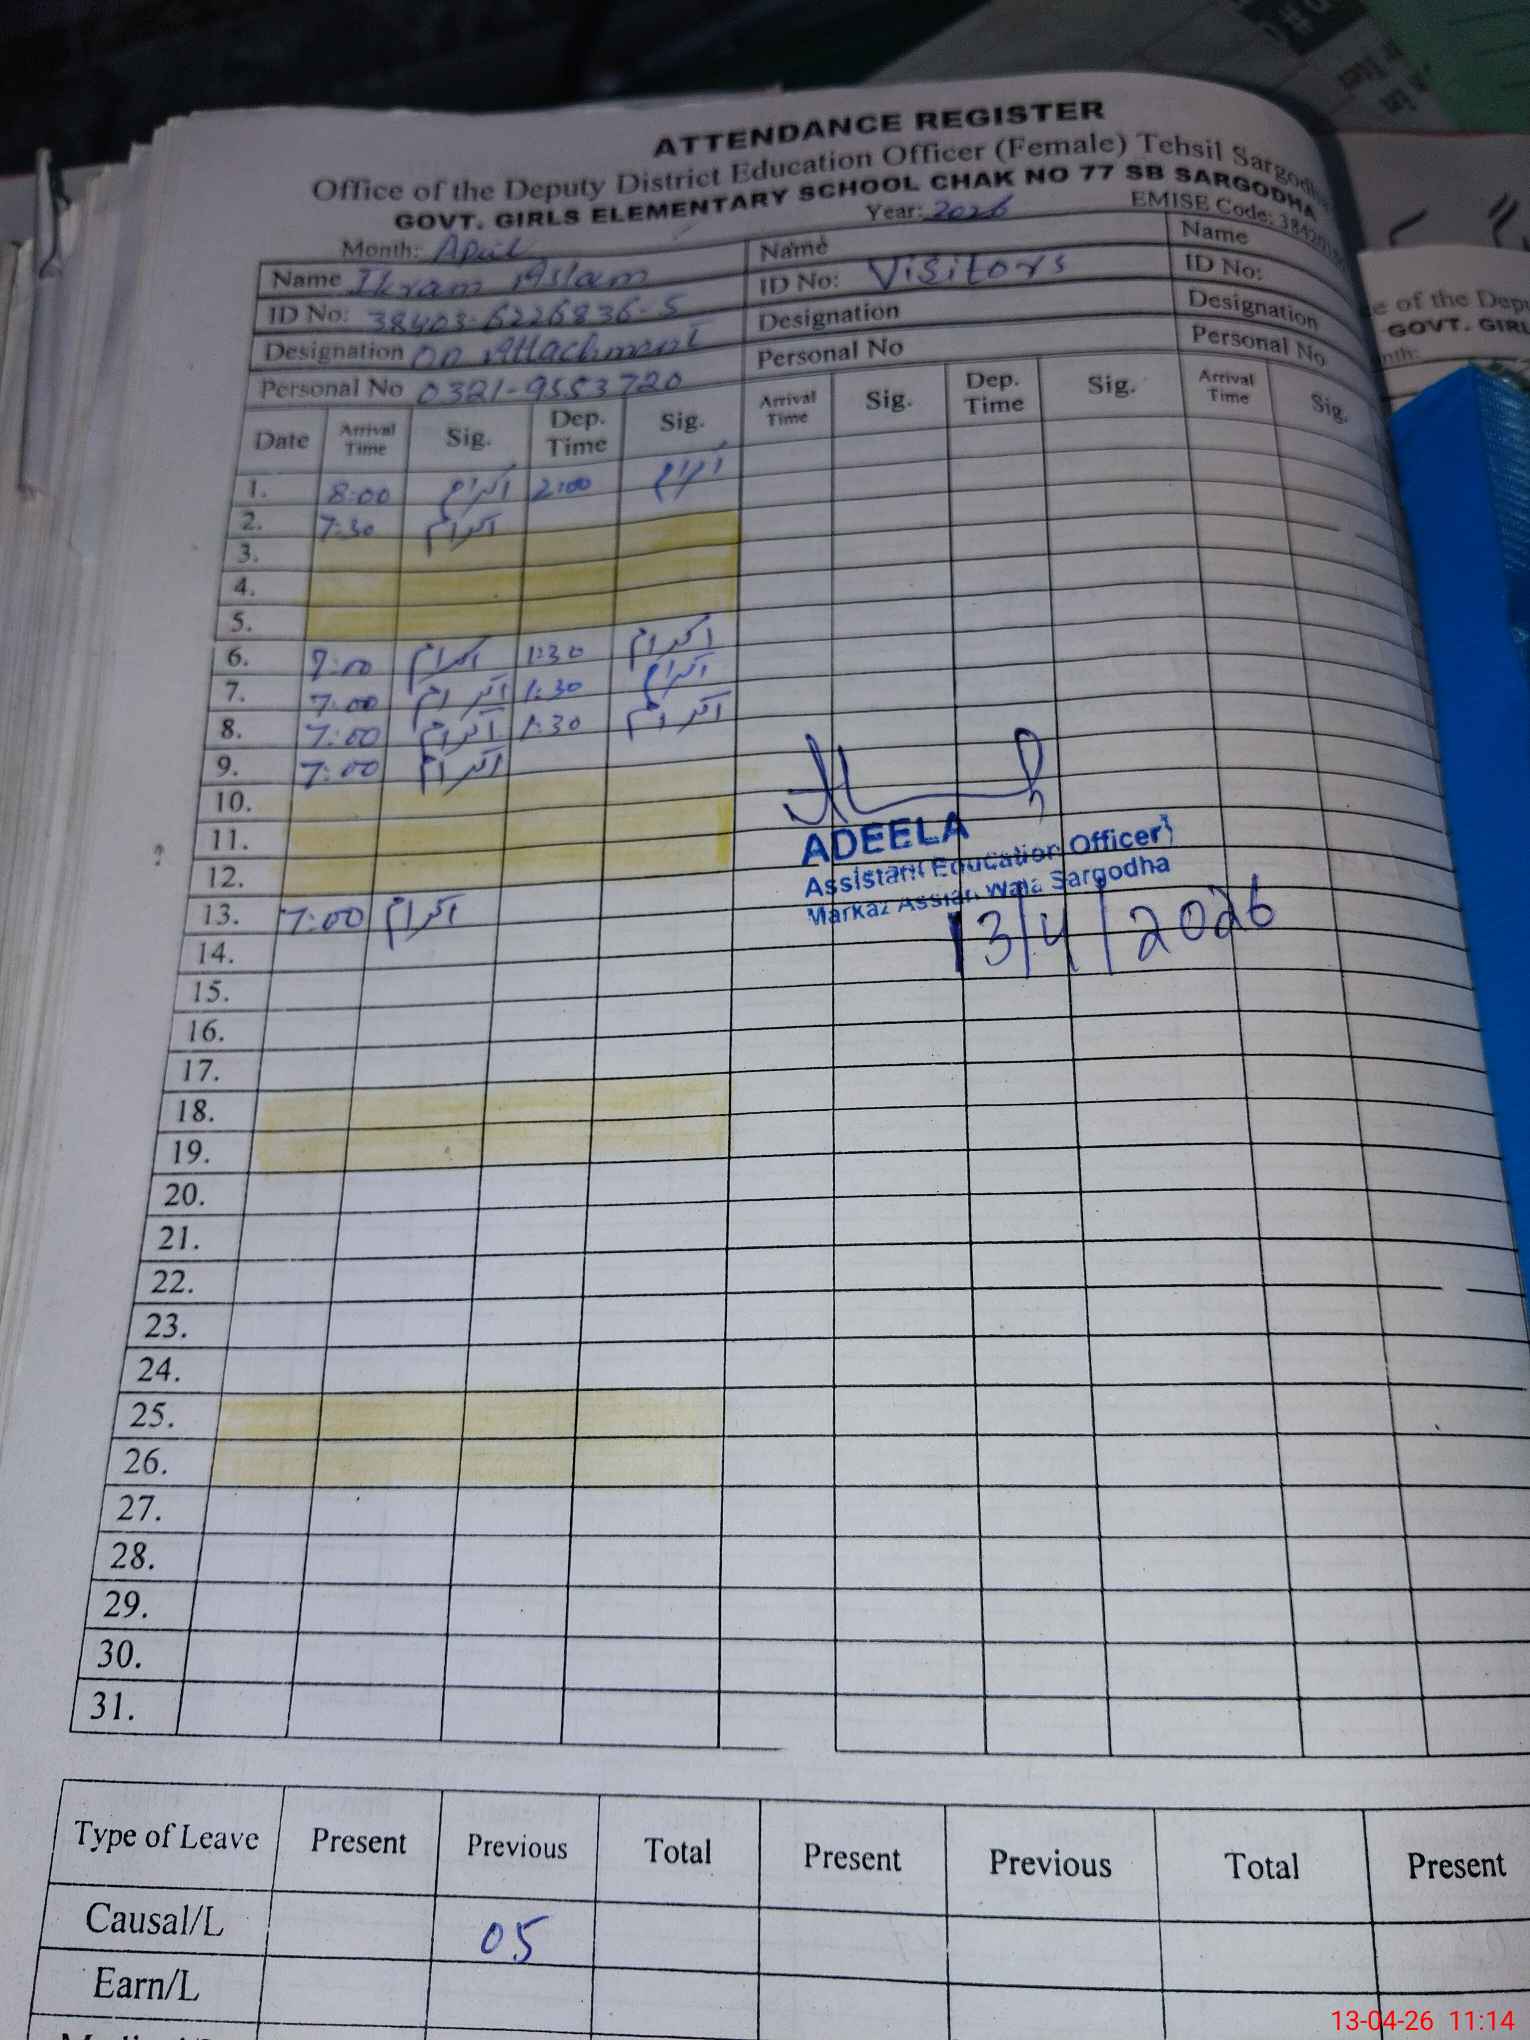 ATTENDANCE REGISTER
Office of the Deputy District Education Officer (Female) Tehsil Sargodha
GOVT. GIRLS ELEMENTARY SCHOOL CHAK NO 77 SB SARGODHA
Month: April Year: 2026 EMISE Code:
Name Ikram Aslam Name Name
ID No: 38403-6226836-5 ID No: Visitors ID No:
Designation On Attachment Designation Designation
Personal No 0321-9553720 Personal No Personal No
Date Arrival Time Sig. Dep. Time Sig. Arrival Time Sig. Dep. Time Sig. Arrival Time Sig.
1. 8:00 اکرام 2:00 اکرام
2. 7:30 اکرام
3.
4.
5.
6. 7:00 اکرام 1:30 اکرام
7. 7:00 اکرام 1:30 اکرام
8. 7:00 اکرام 1:30 اکرام
9. 7:00 اکرام
10.
11.
12.
13. 7:00 اکرام
14.
15.
16.
17.
18.
19.
20.
21.
22.
23.
24.
25.
26.
27.
28.
29.
30.
31.
ADEELA
Assistant Education Officer
Markaz Assian Wala Sargodha
13/4/2026
Type of Leave Present Previous Total Present Previous Total Present
Causal/L 05
Earn/L
e of the Depu
GOVT. GIRL
nth:
13-04-26 11:14